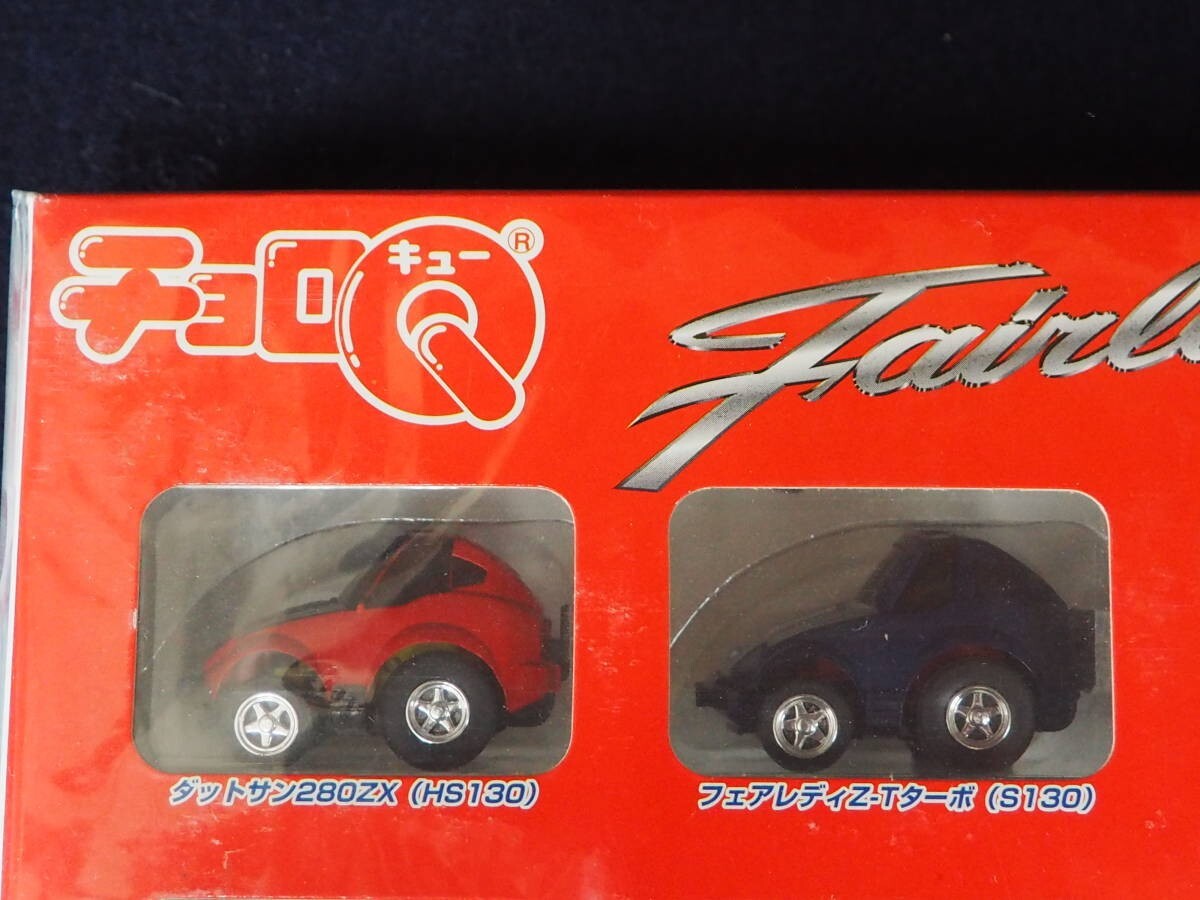 チョロQ
キュー
®
Fairl
ダットサン280ZX (HS130)
フェアレディZ-Tターボ (S130)